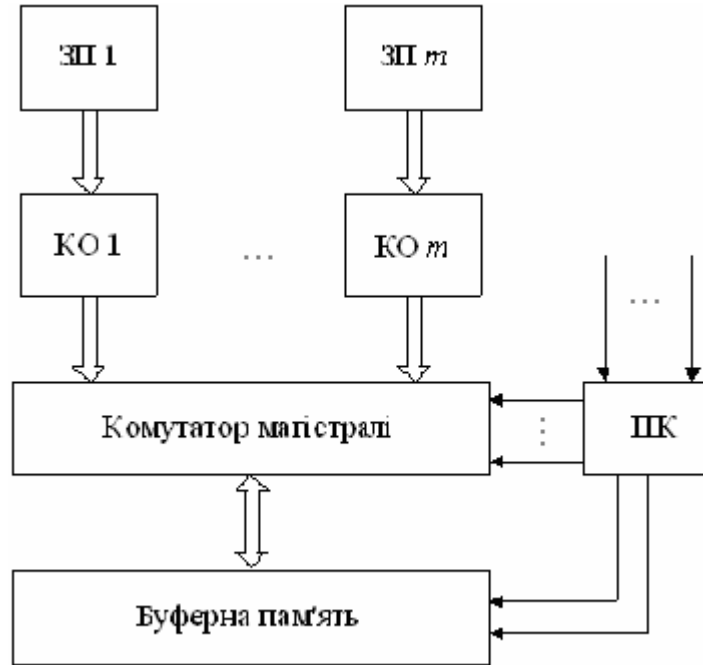 ЗП 1 ЗП m
КО 1 ... КО m
...
Комутатор магістралі ... ПК
Буферна пам'ять